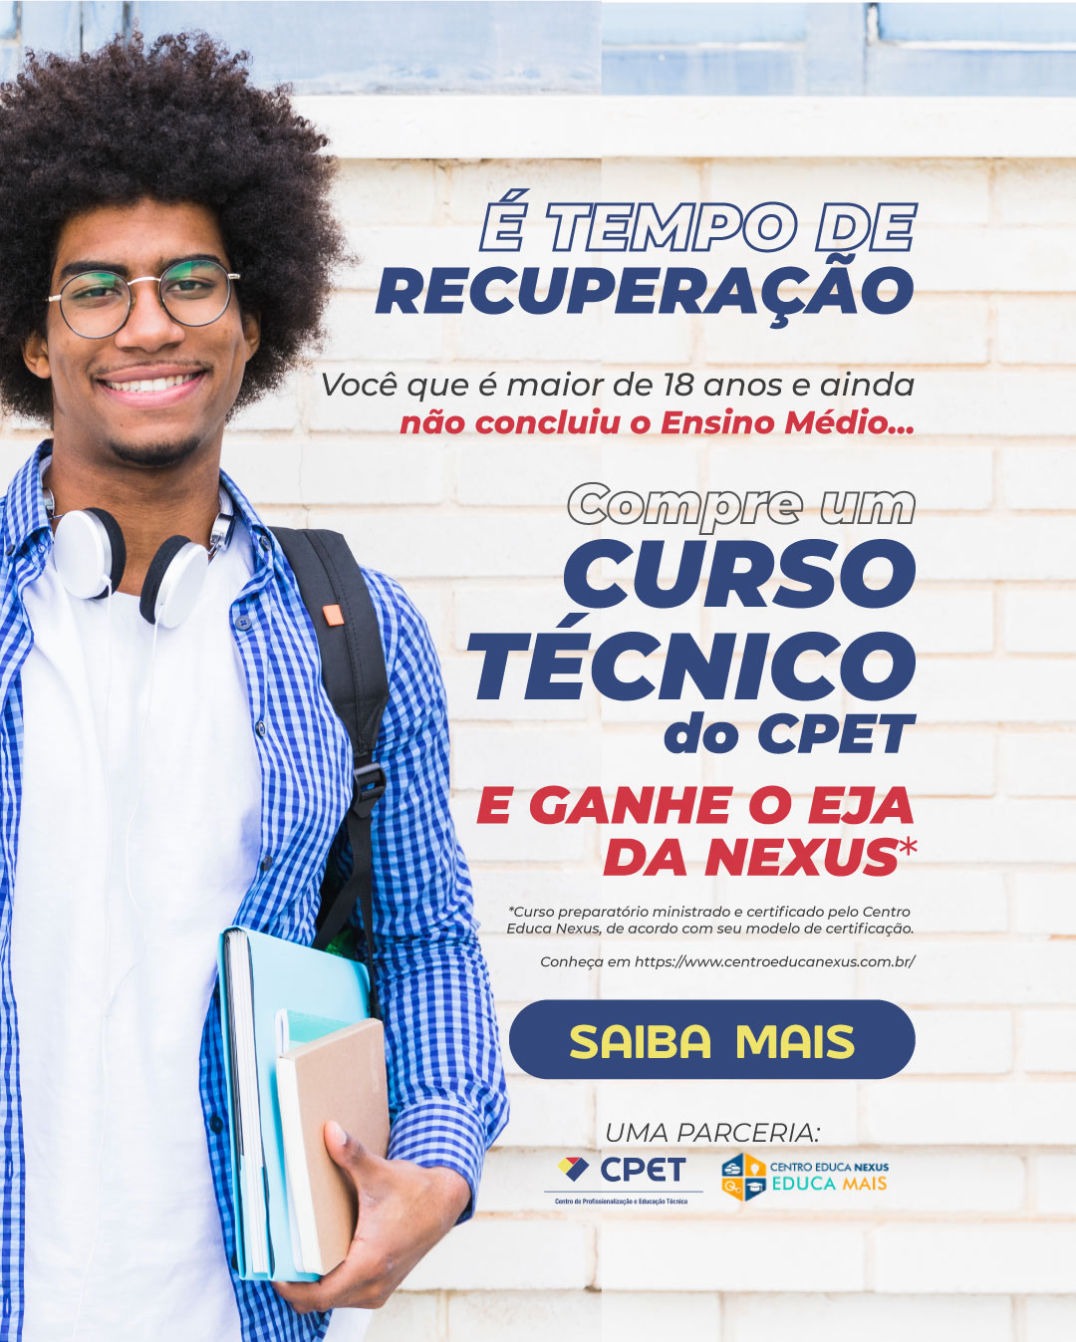 É TEMPO DE
RECUPERAÇÃO
Você que é maior de 18 anos e ainda
não concluiu o Ensino Médio...
Compre um
CURSO
TÉCNICO
do CPET
E GANHE O EJA
DA NEXUS*
*Curso preparatório ministrado e certificado pelo Centro
Educa Nexus, de acordo com seu modelo de certificação.
Conheça em https://www.centroeducanexus.com.br/
SAIBA MAIS
UMA PARCERIA:
CPET
Centro de Profissionalização e Educação Técnica
CENTRO EDUCA NEXUS
EDUCA MAIS